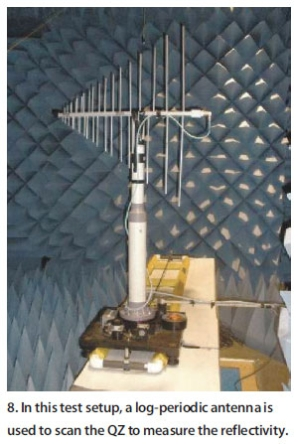 8. In this test setup, a log-periodic antenna is
used to scan the QZ to measure the reflectivity.